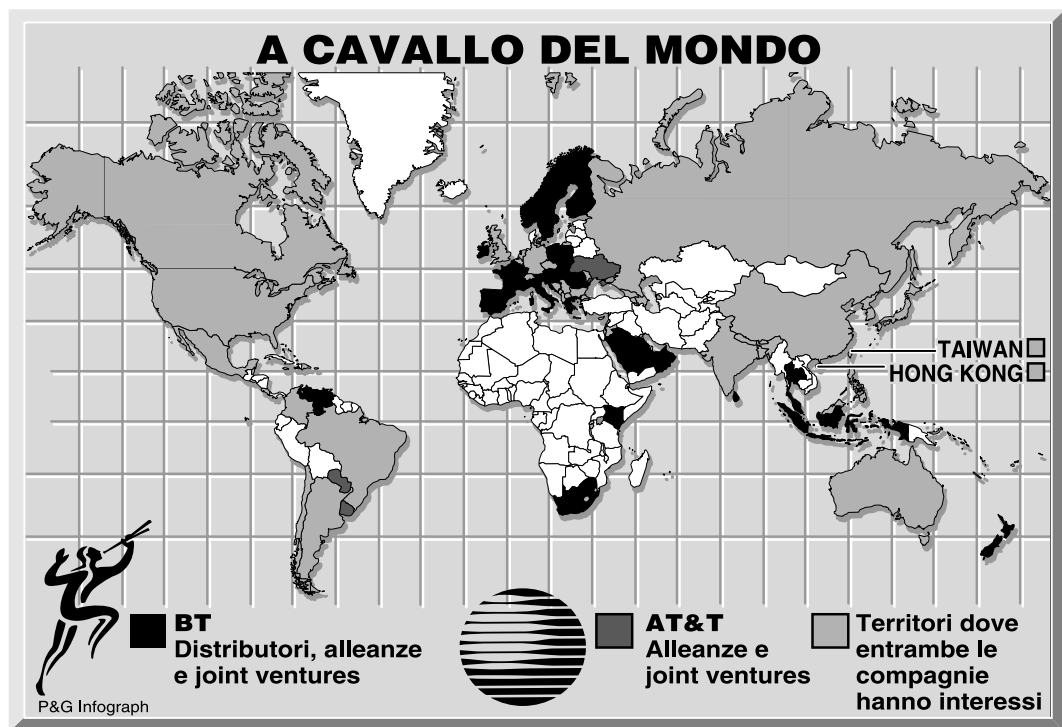 A CAVALLO DEL MONDO
TAIWAN
HONG KONG
BT
Distributori, alleanze
e joint ventures
AT&T
Alleanze e
joint ventures
Territori dove
entrambe le
compagnie
hanno interessi
P&G Infograph